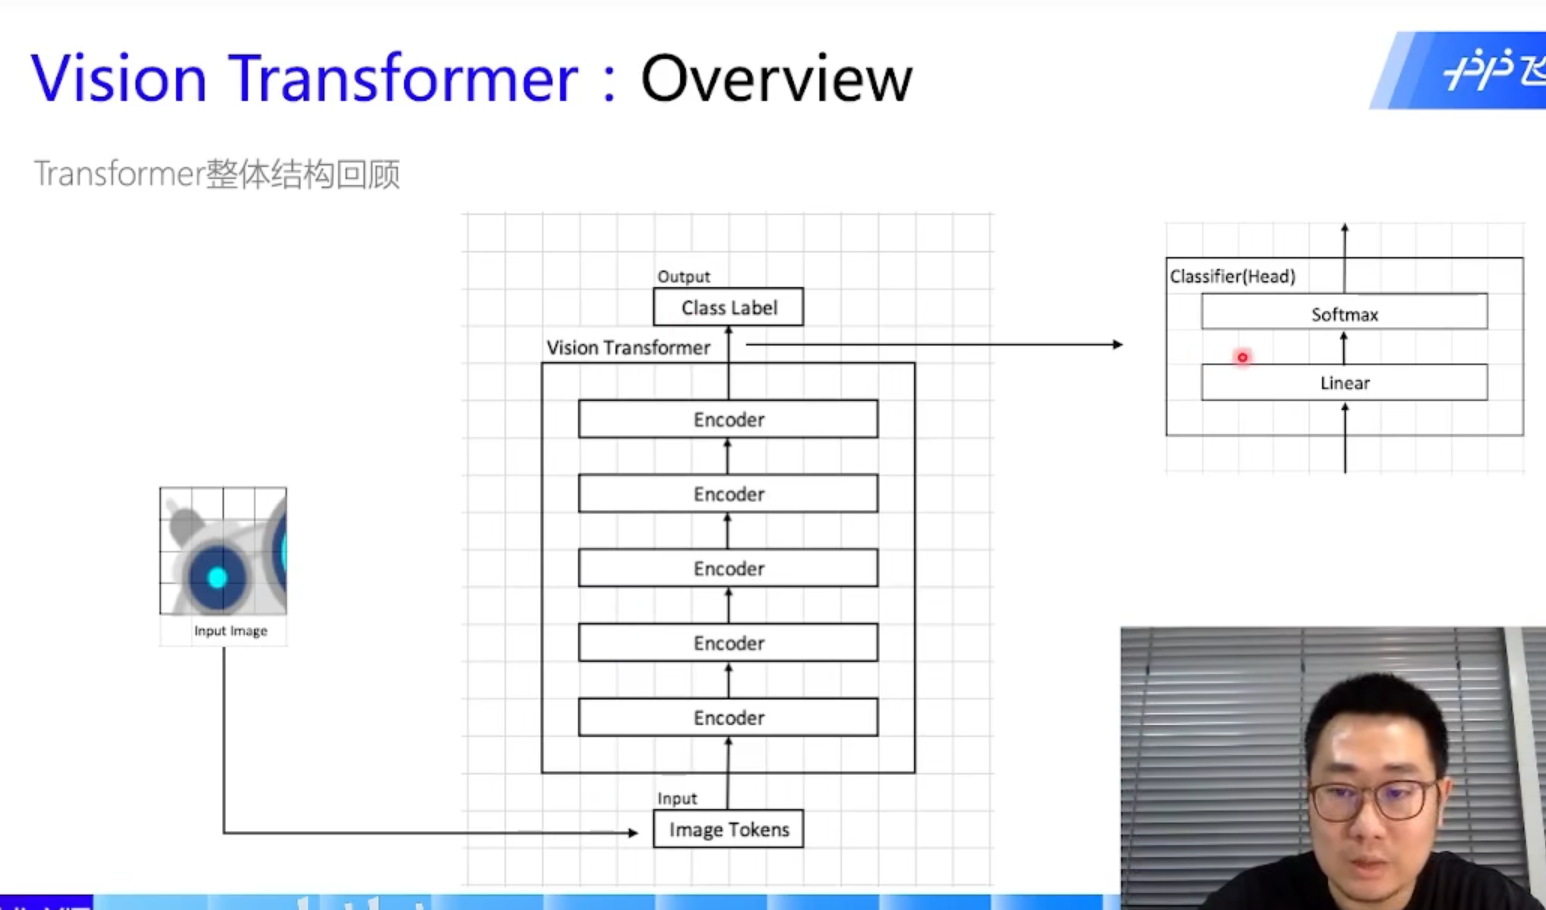 Vision Transformer：Overview
Transformer整体结构回顾
Output
Class Label
Vision Transformer
Encoder
Encoder
Encoder
Encoder
Encoder
Input
Image Tokens
Input Image
Classifier(Head)
Softmax
Linear